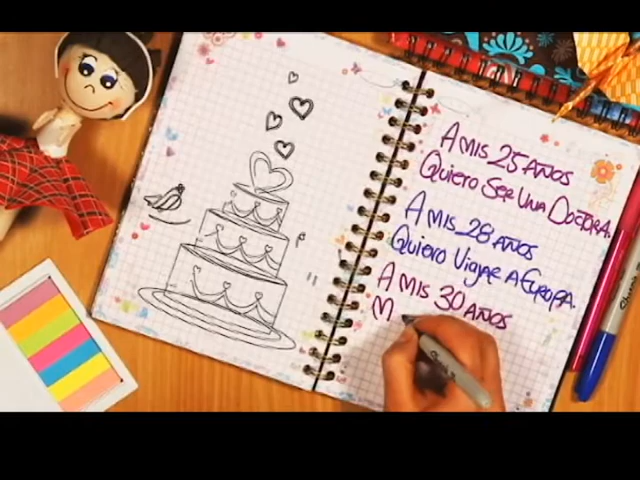 A MIS 25 AÑOS
QUIERO SER UNA DOCTORA.
A MIS 28 AÑOS
QUIERO VIAJAR A EUROPA.
A MIS 30 AÑOS
M